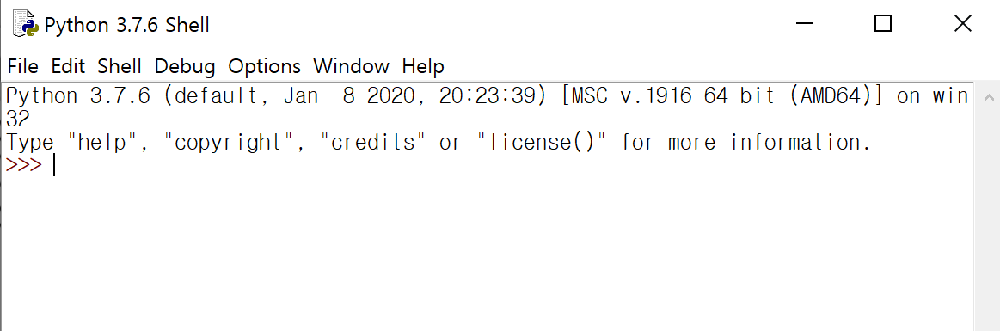 Python 3.7.6 Shell
File Edit Shell Debug Options Window Help
Python 3.7.6 (default, Jan  8 2020, 20:23:39) [MSC v.1916 64 bit (AMD64)] on win
32
Type "help", "copyright", "credits" or "license()" for more information.
>>>